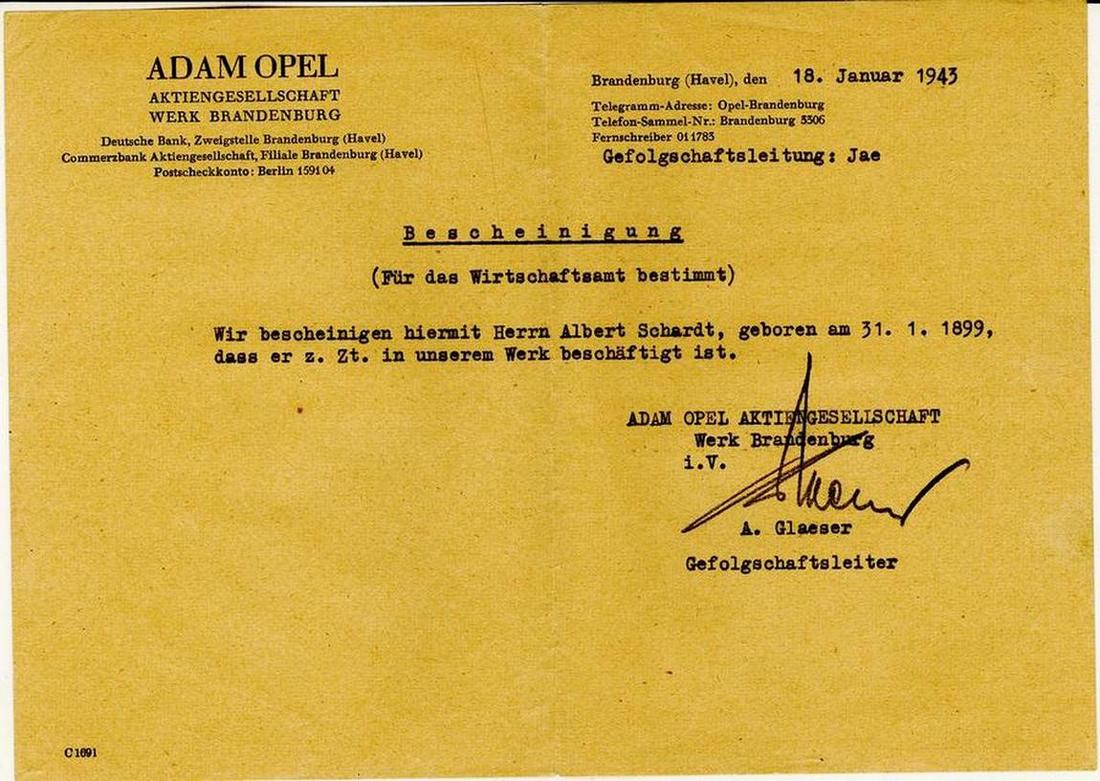 ADAM OPEL
AKTIENGESELLSCHAFT
WERK BRANDENBURG
Deutsche Bank, Zweigstelle Brandenburg (Havel)
Commerzbank Aktiengesellschaft, Filiale Brandenburg (Havel)
Postscheckkonto: Berlin 159104
Brandenburg (Havel), den 18. Januar 1943
Telegramm-Adresse: Opel-Brandenburg
Telefon-Sammel-Nr.: Brandenburg 3306
Fernschreiber 011783
Gefolgschaftsleitung: Jae
Bescheinigung
(Für das Wirtschaftsamt bestimmt)
Wir bescheinigen hiermit Herrn Albert Schardt, geboren am 31. 1. 1899,
dass er z. Zt. in unserem Werk beschäftigt ist.
ADAM OPEL AKTIENGESELLSCHAFT
Werk Brandenburg
i.V.
A. Glaeser
Gefolgschaftsleiter
C 1691